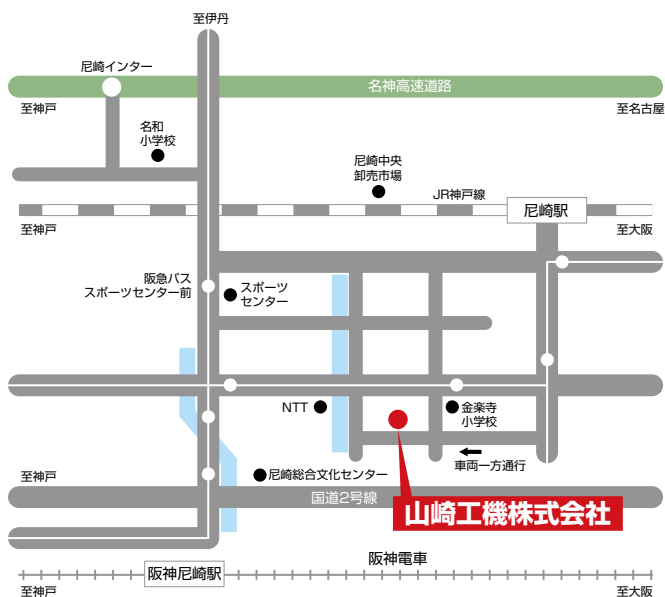 至伊丹
尼崎インター
名神高速道路
至神戸
至名古屋
名和
小学校
尼崎中央
卸売市場
JR神戸線
尼崎駅
至神戸
至大阪
阪急バス
スポーツセンター前
スポーツ
センター
NTT
金楽寺
小学校
車両一方通行
至神戸
尼崎総合文化センター
国道2号線
山崎工機株式会社
阪神電車
阪神尼崎駅
至神戸
至大阪